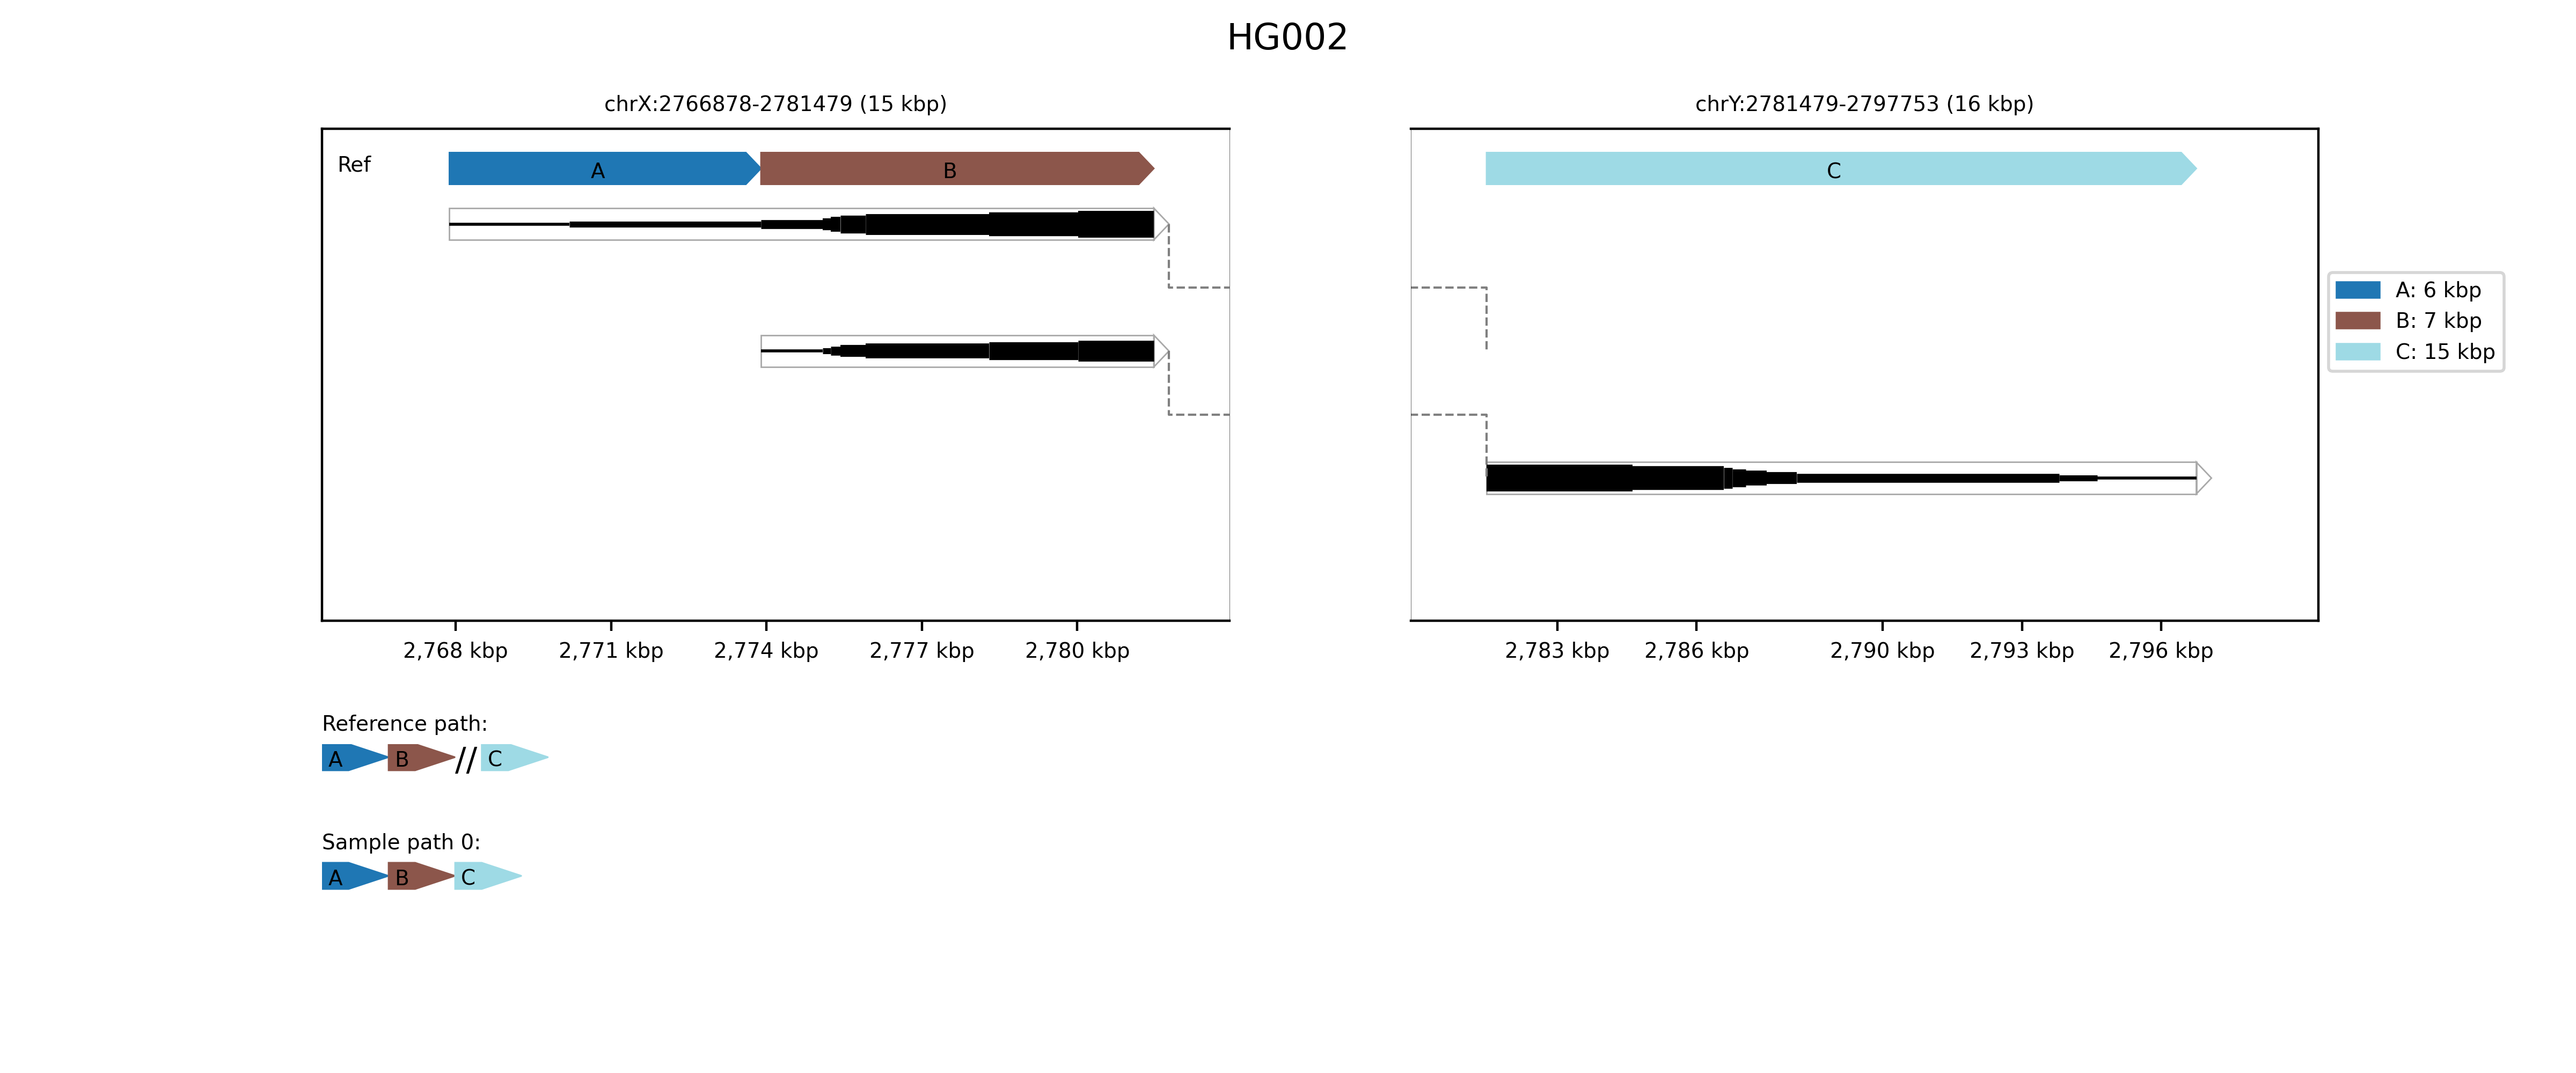 HG002
chrX:2766878-2781479 (15 kbp)
chrY:2781479-2797753 (16 kbp)
Ref
A
B
C
A: 6 kbp
B: 7 kbp
C: 15 kbp
2,768 kbp
2,771 kbp
2,774 kbp
2,777 kbp
2,780 kbp
2,783 kbp
2,786 kbp
2,790 kbp
2,793 kbp
2,796 kbp
Reference path:
A B // C
Sample path 0:
A B C